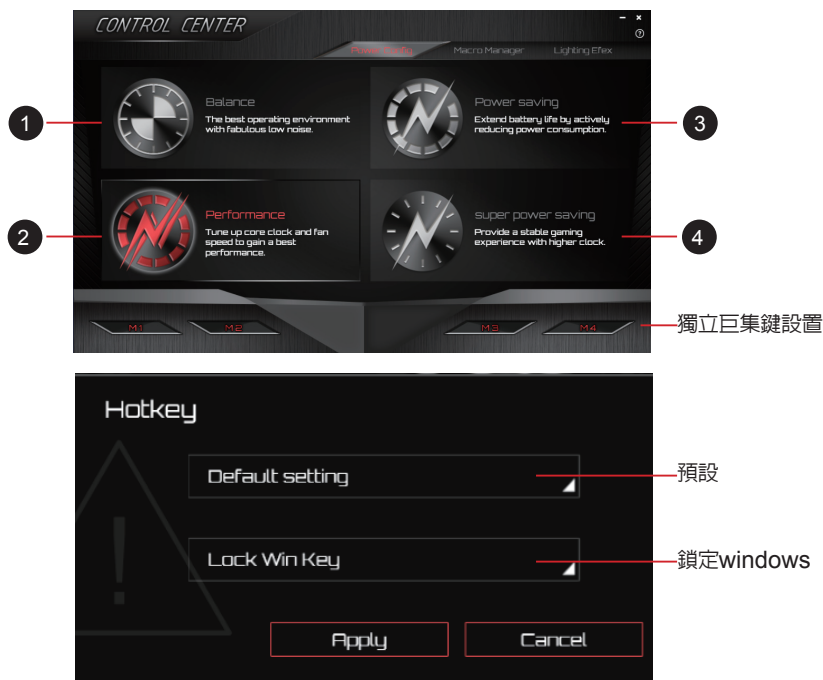 CONTROL CENTER
Macro Manager
Lighting Efex
1
Balance
The best operating environment
with fabulous low noise.
Power saving
Extend battery life by actively
reducing power consumption.
3
2
Performance
Tune up core clock and fan
speed to gain a best
performance.
super power saving
Provide a stable gaming
experience with higher clock.
4
M1
M2
M3
M4
獨立巨集鍵設置
Hotkey
Default setting
預設
Lock Win Key
鎖定windows
Apply
Cancel